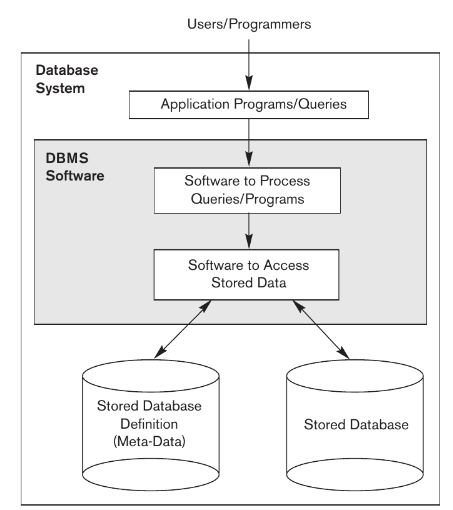 Users/Programmers
Database
System
Application Programs/Queries
DBMS
Software
Software to Process
Queries/Programs
Software to Access
Stored Data
Stored Database
Definition
(Meta-Data)
Stored Database